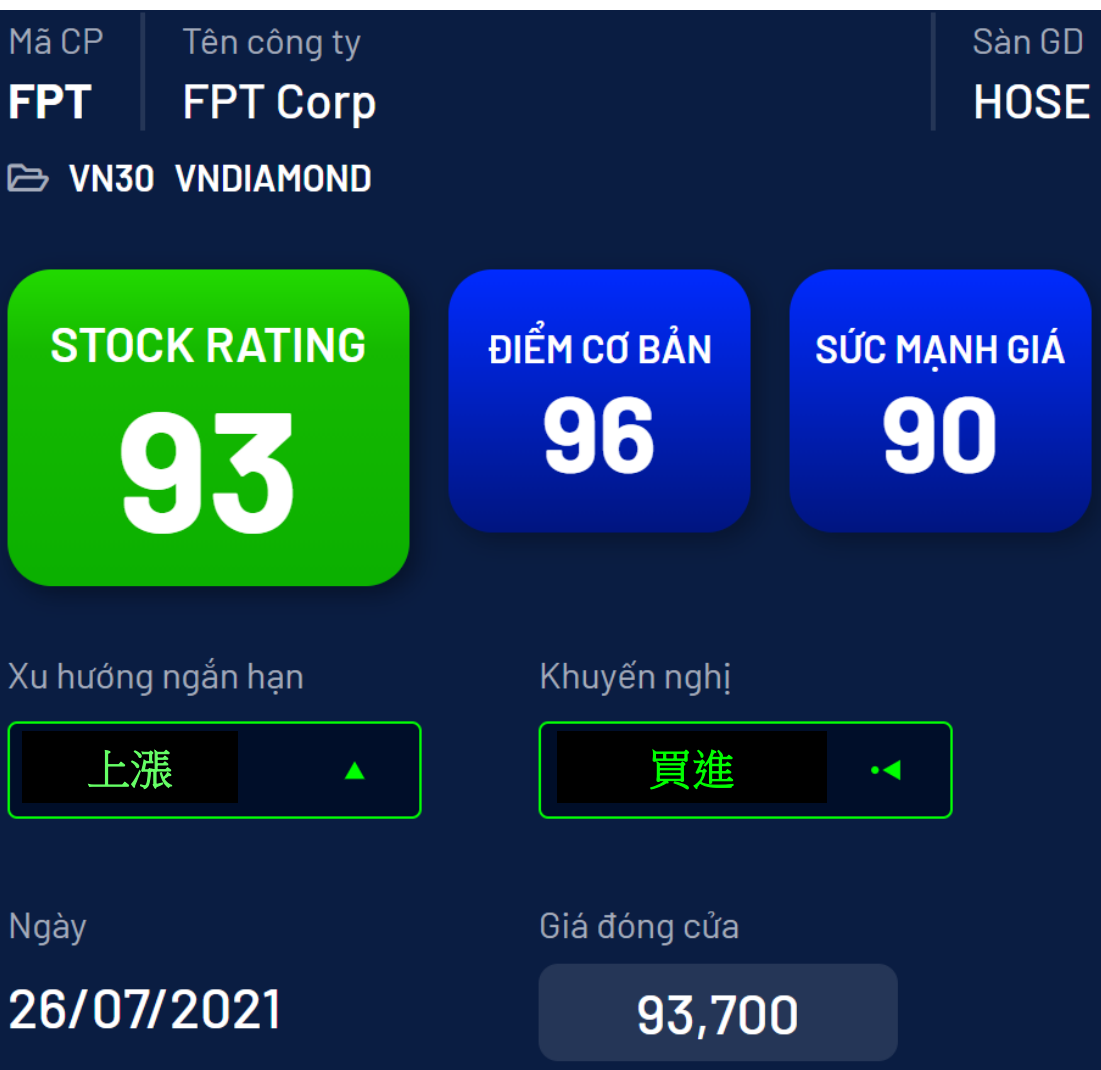 Mã CP Tên công ty Sàn GD
FPT FPT Corp HOSE
VN30 VNDIAMOND
STOCK RATING ĐIỂM CƠ BẢN SỨC MẠNH GIÁ
93 96 90
Xu hướng ngắn hạn Khuyến nghị
上漲 買進
Ngày Giá đóng cửa
26/07/2021 93,700